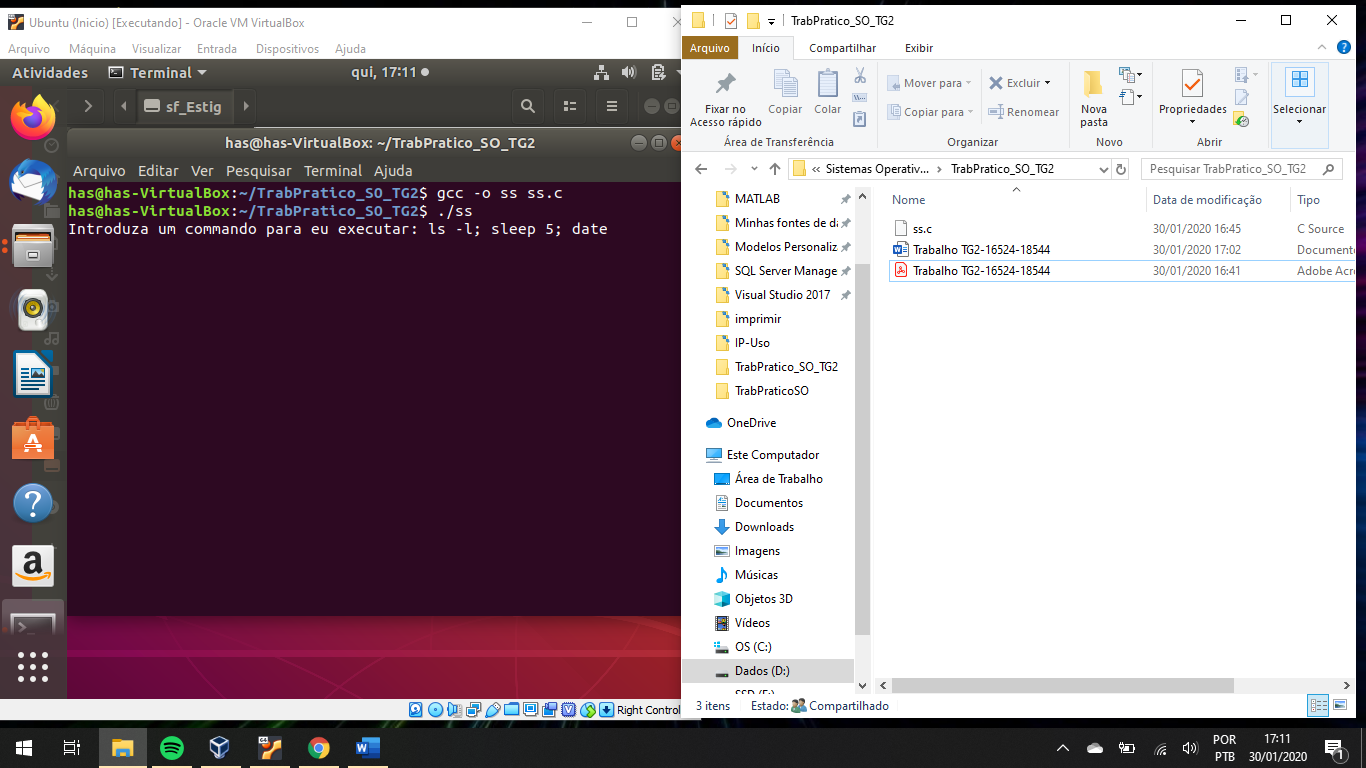 Ubuntu (Inicio) [Executando] - Oracle VM VirtualBox
Arquivo Máquina Visualizar Entrada Dispositivos Ajuda
Atividades Terminal qui, 17:11
sf_Estig
has@has-VirtualBox: ~/TrabPratico_SO_TG2
Arquivo Editar Ver Pesquisar Terminal Ajuda
has@has-VirtualBox:~/TrabPratico_SO_TG2$ gcc -o ss ss.c
has@has-VirtualBox:~/TrabPratico_SO_TG2$ ./ss
Introduza um commando para eu executar: ls -l; sleep 5; date
Right Control
TrabPratico_SO_TG2
Arquivo Início Compartilhar Exibir
Fixar no Acesso rápido
Copiar
Colar
Área de Transferência
Mover para
Copiar para
Excluir
Renomear
Organizar
Nova pasta
Novo
Propriedades
Abrir
Selecionar
« Sistemas Operativ... › TrabPratico_SO_TG2
Pesquisar TrabPratico_SO_TG2
MATLAB
Minhas fontes de da
Modelos Personaliz
SQL Server Manage
Visual Studio 2017
imprimir
IP-Uso
TrabPratico_SO_TG2
TrabPraticoSO
OneDrive
Este Computador
Área de Trabalho
Documentos
Downloads
Imagens
Músicas
Objetos 3D
Vídeos
OS (C:)
Dados (D:)
Nome Data de modificação Tipo
ss.c 30/01/2020 16:45 C Source
Trabalho TG2-16524-18544 30/01/2020 17:02 Documento
Trabalho TG2-16524-18544 30/01/2020 16:41 Adobe Acro
3 itens Estado: Compartilhado
POR
PTB
17:11
30/01/2020
1